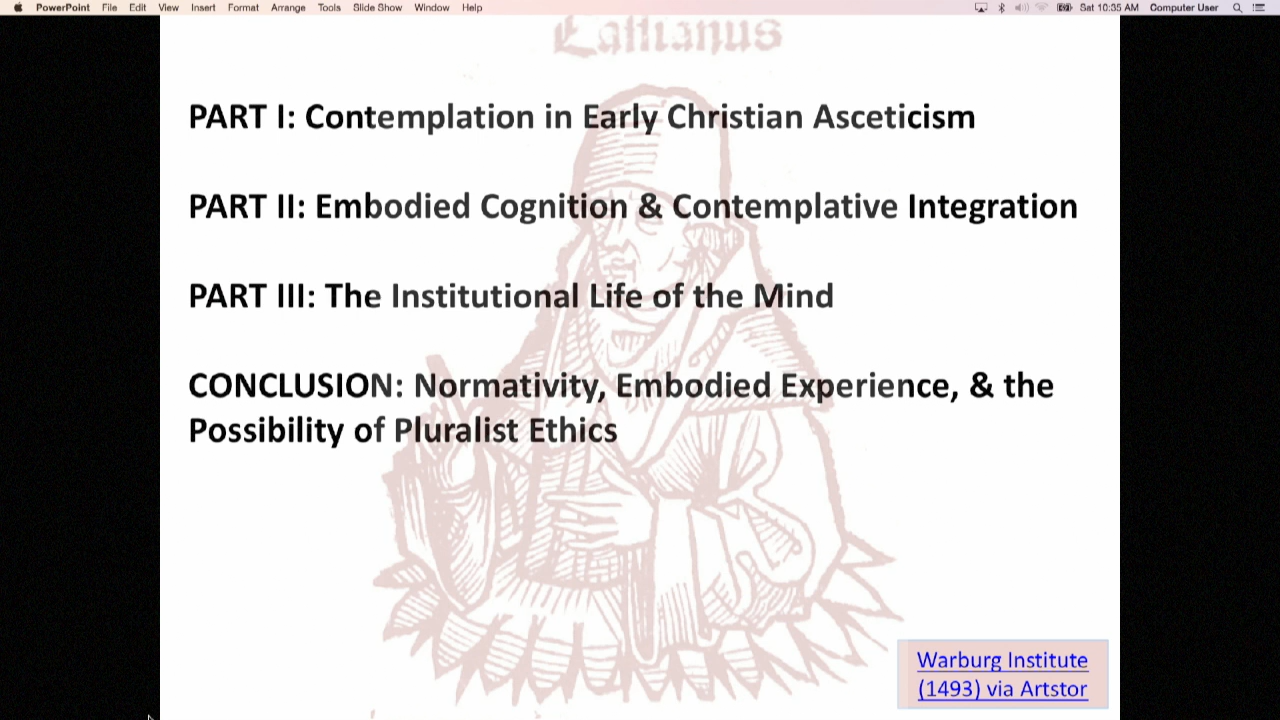 PowerPoint File Edit View Insert Format Arrange Tools Slide Show Window Help Sat 10:35 AM Computer User
Cassianus
PART I: Contemplation in Early Christian Asceticism
PART II: Embodied Cognition & Contemplative Integration
PART III: The Institutional Life of the Mind
CONCLUSION: Normativity, Embodied Experience, & the
Possibility of Pluralist Ethics
Warburg Institute
(1493) via Artstor